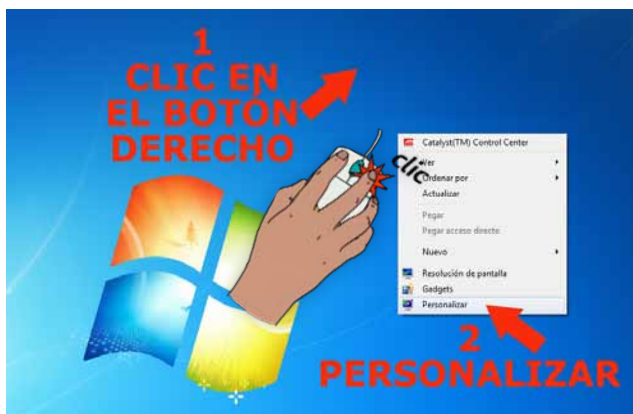 1
CLIC EN
EL BOTÓN
DERECHO
clic
Catalyst(TM) Control Center
Ver
Ordenar por
Actualizar
Pegar
Pegar acceso directo
Nuevo
Resolución de pantalla
Gadgets
Personalizar
2
PERSONALIZAR